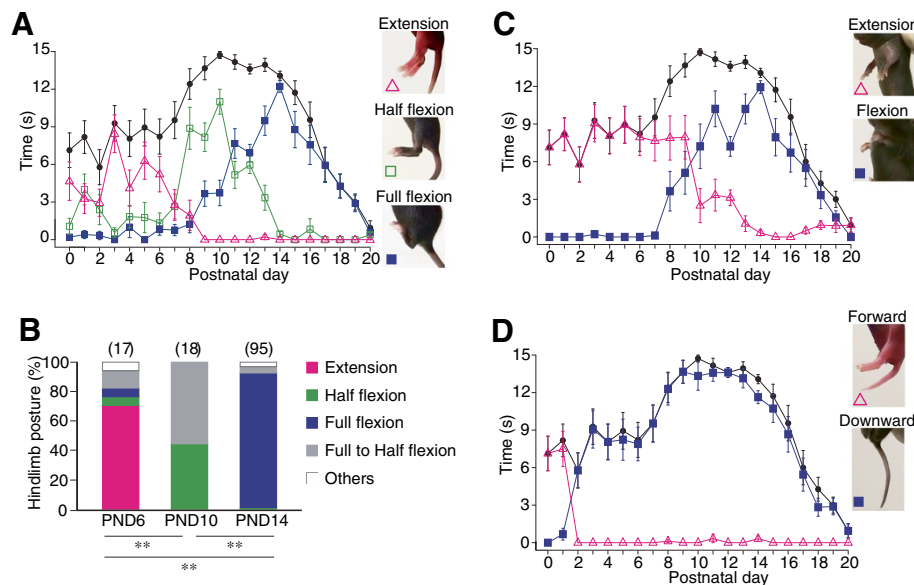 A
Extension
Half flexion
Full flexion
Time (s)
15
12
9
6
3
0
0 2 4 6 8 10 12 14 16 18 20
Postnatal day
C
Extension
Flexion
Time (s)
15
12
9
6
3
0
0 2 4 6 8 10 12 14 16 18 20
Postnatal day
B
(17) (18) (95)
Hindlimb posture (%)
100
80
60
40
20
0
PND6 PND10 PND14
** **
**
Extension
Half flexion
Full flexion
Full to Half flexion
Others
D
Forward
Downward
Time (s)
15
12
9
6
3
0
0 2 4 6 8 10 12 14 16 18 20
Postnatal day